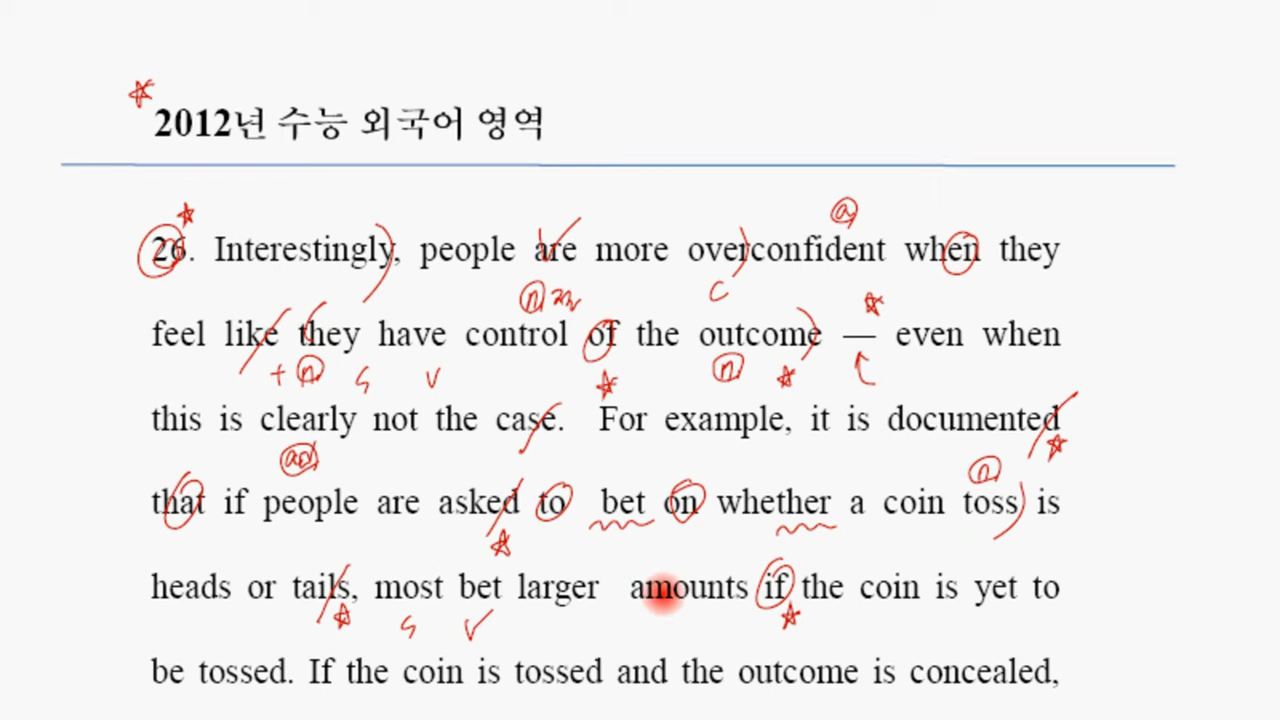 2012년 수능 외국어 영역
26. Interestingly, people are more overconfident when they
feel like they have control of the outcome — even when
this is clearly not the case. For example, it is documented
that if people are asked to bet on whether a coin toss is
heads or tails, most bet larger amounts if the coin is yet to
be tossed. If the coin is tossed and the outcome is concealed,